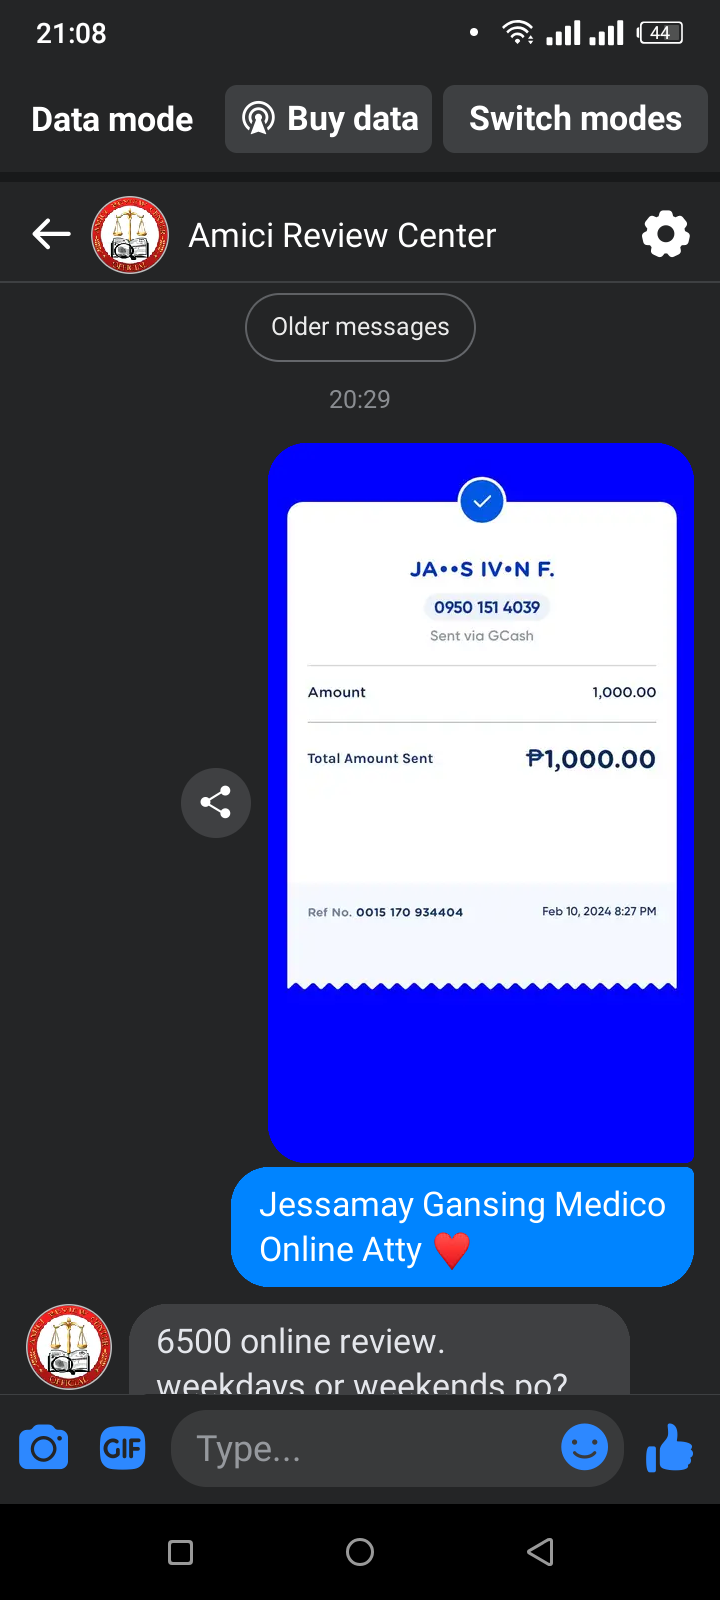 21:08
44
Data mode
Buy data
Switch modes
Amici Review Center
Older messages
20:29
JA••S IV•N F.
0950 151 4039
Sent via GCash
Amount 1,000.00
Total Amount Sent ₱1,000.00
Ref No. 0015 170 934404 Feb 10, 2024 8:27 PM
Jessamay Gansing Medico
Online Atty ♥️
6500 online review.
weekdays or weekends po?
GIF
Type...